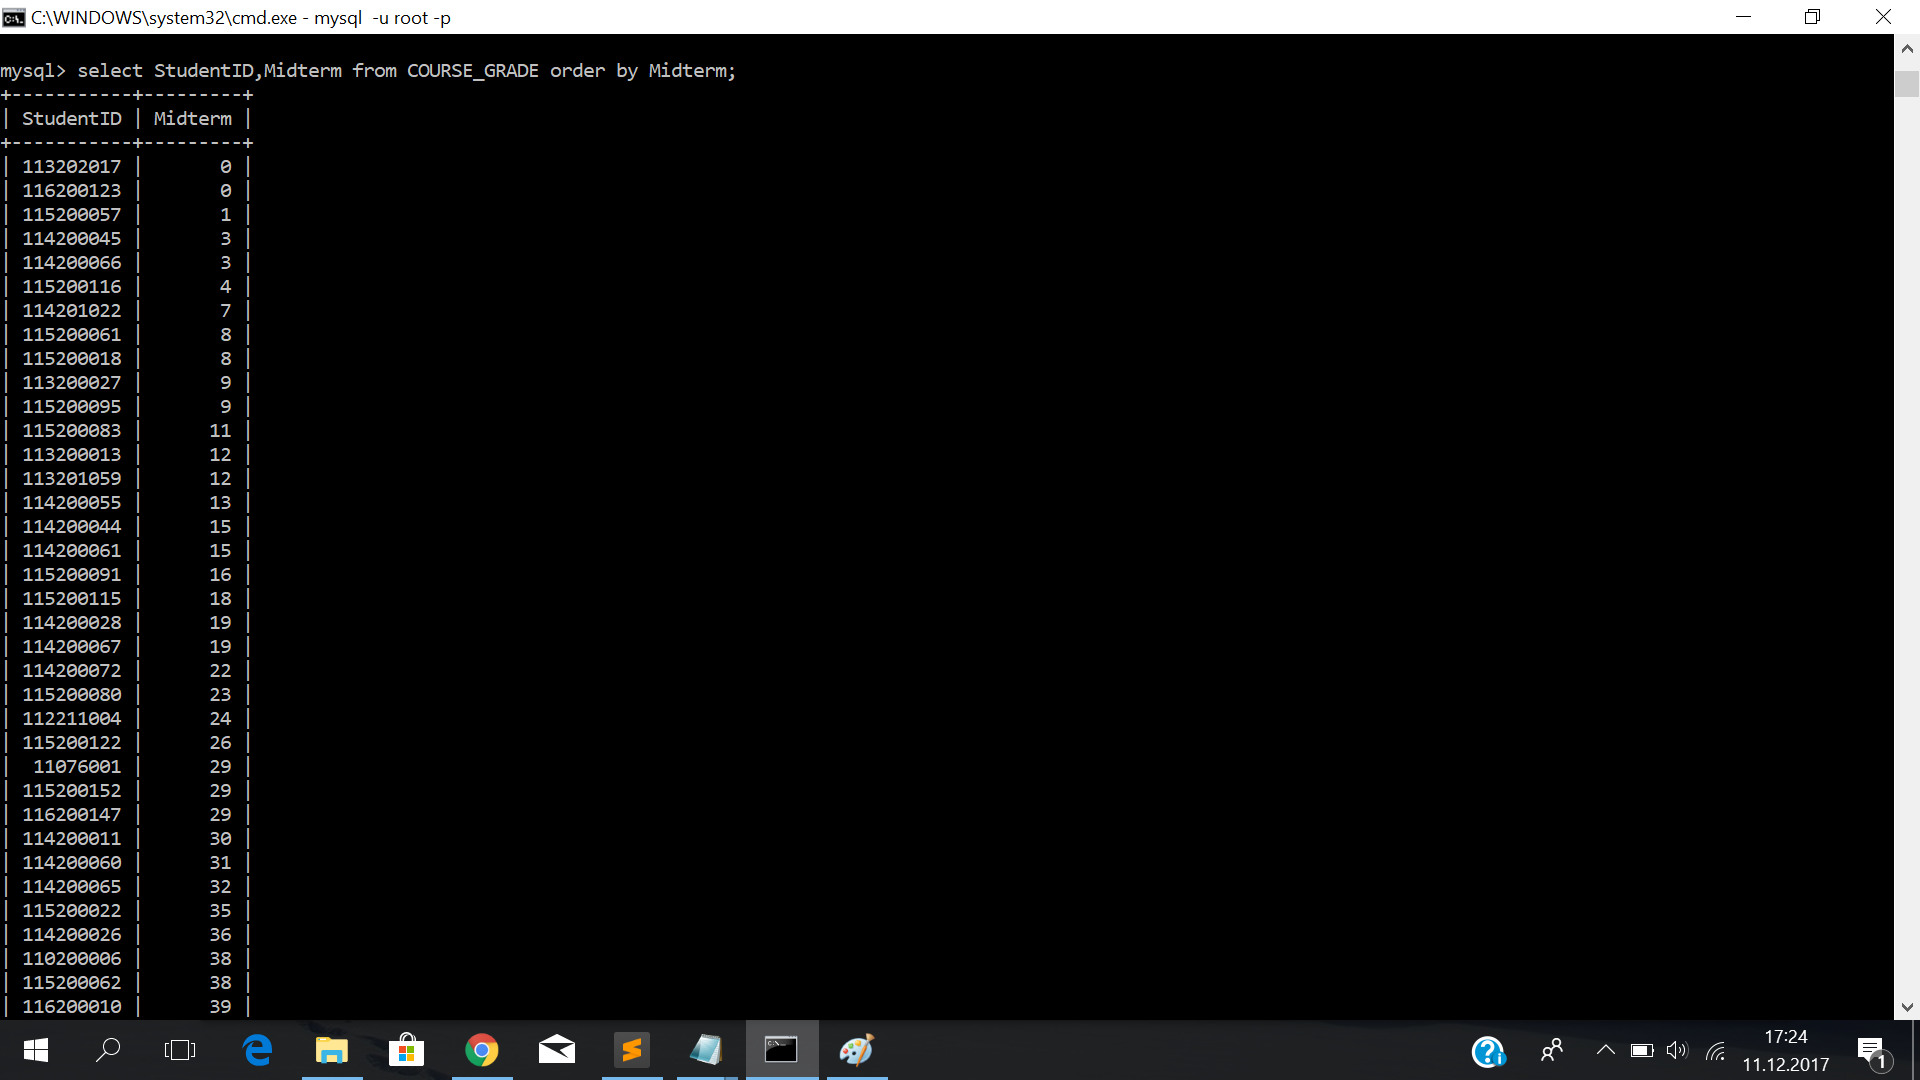 C:\WINDOWS\system32\cmd.exe - mysql  -u root -p
mysql> select StudentID,Midterm from COURSE_GRADE order by Midterm;
+-----------+---------+
| StudentID | Midterm |
+-----------+---------+
| 113202017 |       0 |
| 116200123 |       0 |
| 115200057 |       1 |
| 114200045 |       3 |
| 114200066 |       3 |
| 115200116 |       4 |
| 114201022 |       7 |
| 115200061 |       8 |
| 115200018 |       8 |
| 113200027 |       9 |
| 115200095 |       9 |
| 115200083 |      11 |
| 113200013 |      12 |
| 113201059 |      12 |
| 114200055 |      13 |
| 114200044 |      15 |
| 114200061 |      15 |
| 115200091 |      16 |
| 115200115 |      18 |
| 114200028 |      19 |
| 114200067 |      19 |
| 114200072 |      22 |
| 115200080 |      23 |
| 112211004 |      24 |
| 115200122 |      26 |
|  11076001 |      29 |
| 115200152 |      29 |
| 116200147 |      29 |
| 114200011 |      30 |
| 114200060 |      31 |
| 114200065 |      32 |
| 115200022 |      35 |
| 114200026 |      36 |
| 110200006 |      38 |
| 115200062 |      38 |
| 116200010 |      39 |
17:24
11.12.2017
1